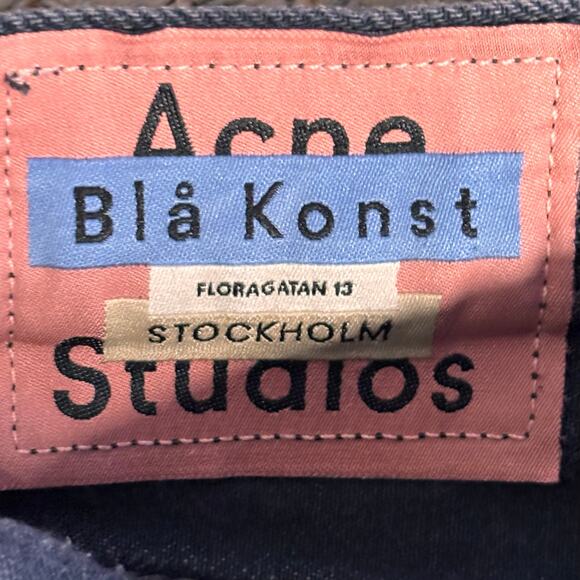 Acne
Blå Konst
FLORAGATAN 13
STOCKHOLM
Studios